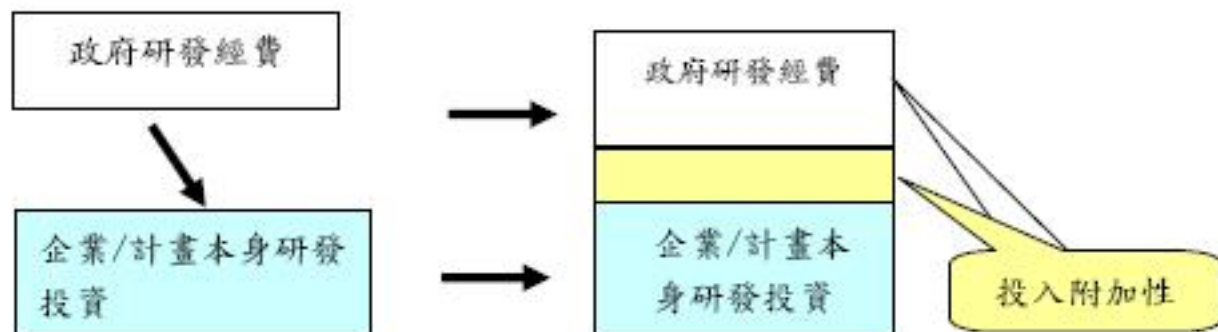 政府研發經費
企業/計畫本身研發
投資
政府研發經費
企業/計畫本
身研發投資
投入附加性